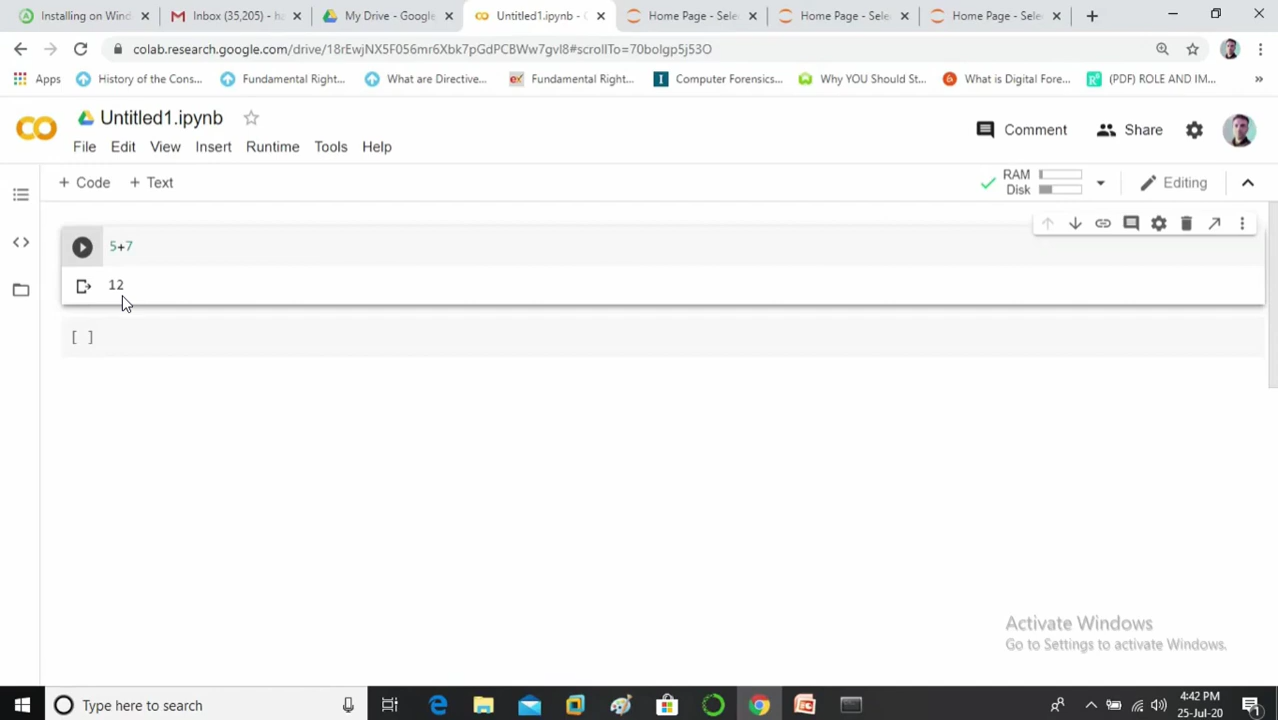 Installing on Wind
Inbox (35,205) - ha
My Drive - Google
Untitled1.ipynb - C
Home Page - Sele
Home Page - Sele
Home Page - Sele
colab.research.google.com/drive/18rEwjNX5F056mr6Xbk7pGdPCBWw7gvl8#scrollTo=70bolgp5j53O
Apps
History of the Cons...
Fundamental Right...
What are Directive...
Fundamental Right...
Computer Forensics...
Why YOU Should St...
What is Digital Fore...
(PDF) ROLE AND IM...
»
CO
Untitled1.ipynb
Comment
Share
File Edit View Insert Runtime Tools Help
+ Code + Text
RAM
Disk
Editing
5+7
12
[ ]
Activate Windows
Go to Settings to activate Windows.
Type here to search
4:42 PM
25-Jul-20